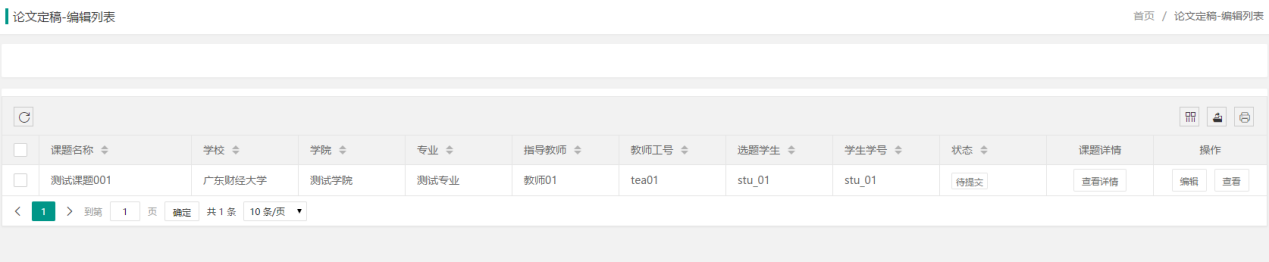 论文定稿-编辑列表 首页 / 论文定稿-编辑列表
课题名称 学校 学院 专业 指导教师 教师工号 选题学生 学生学号 状态 课题详情 操作
测试课题001 广东财经大学 测试学院 测试专业 教师01 tea01 stu_01 stu_01 待提交 查看详情 编辑 查看
1 到第 1 页 确定 共 1 条 10 条/页